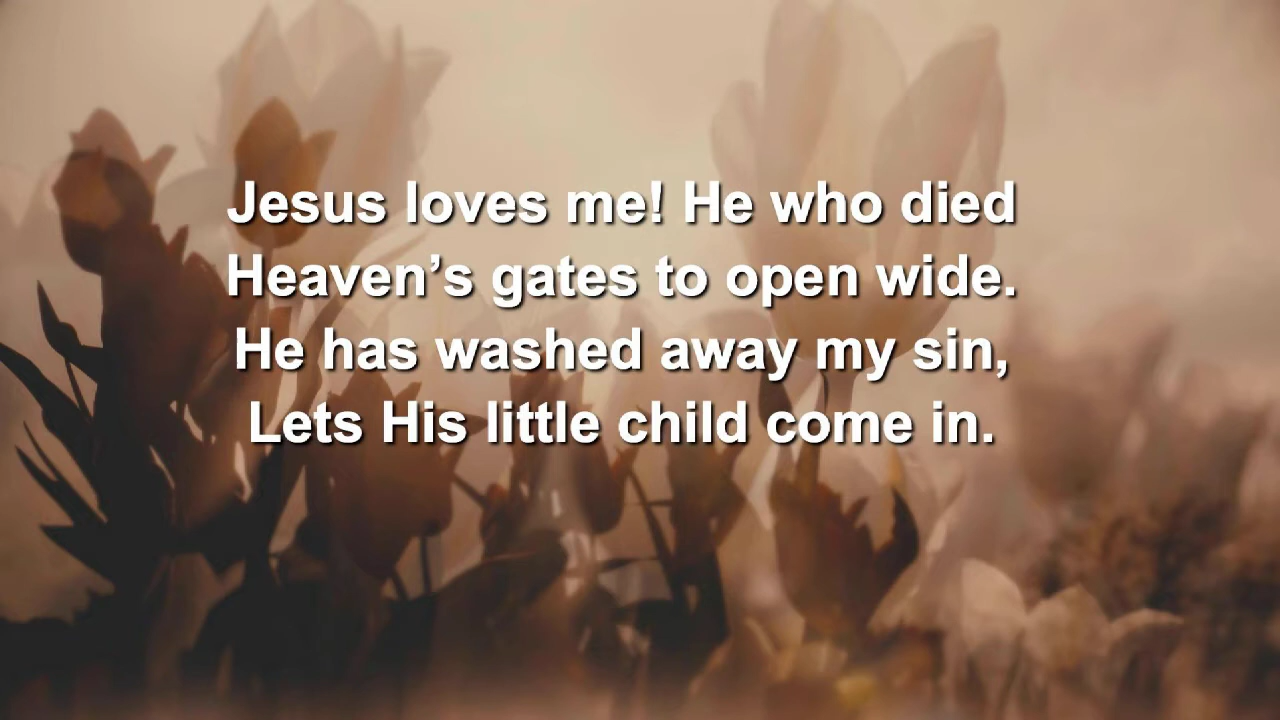 Jesus loves me! He who died
Heaven’s gates to open wide.
He has washed away my sin,
Lets His little child come in.